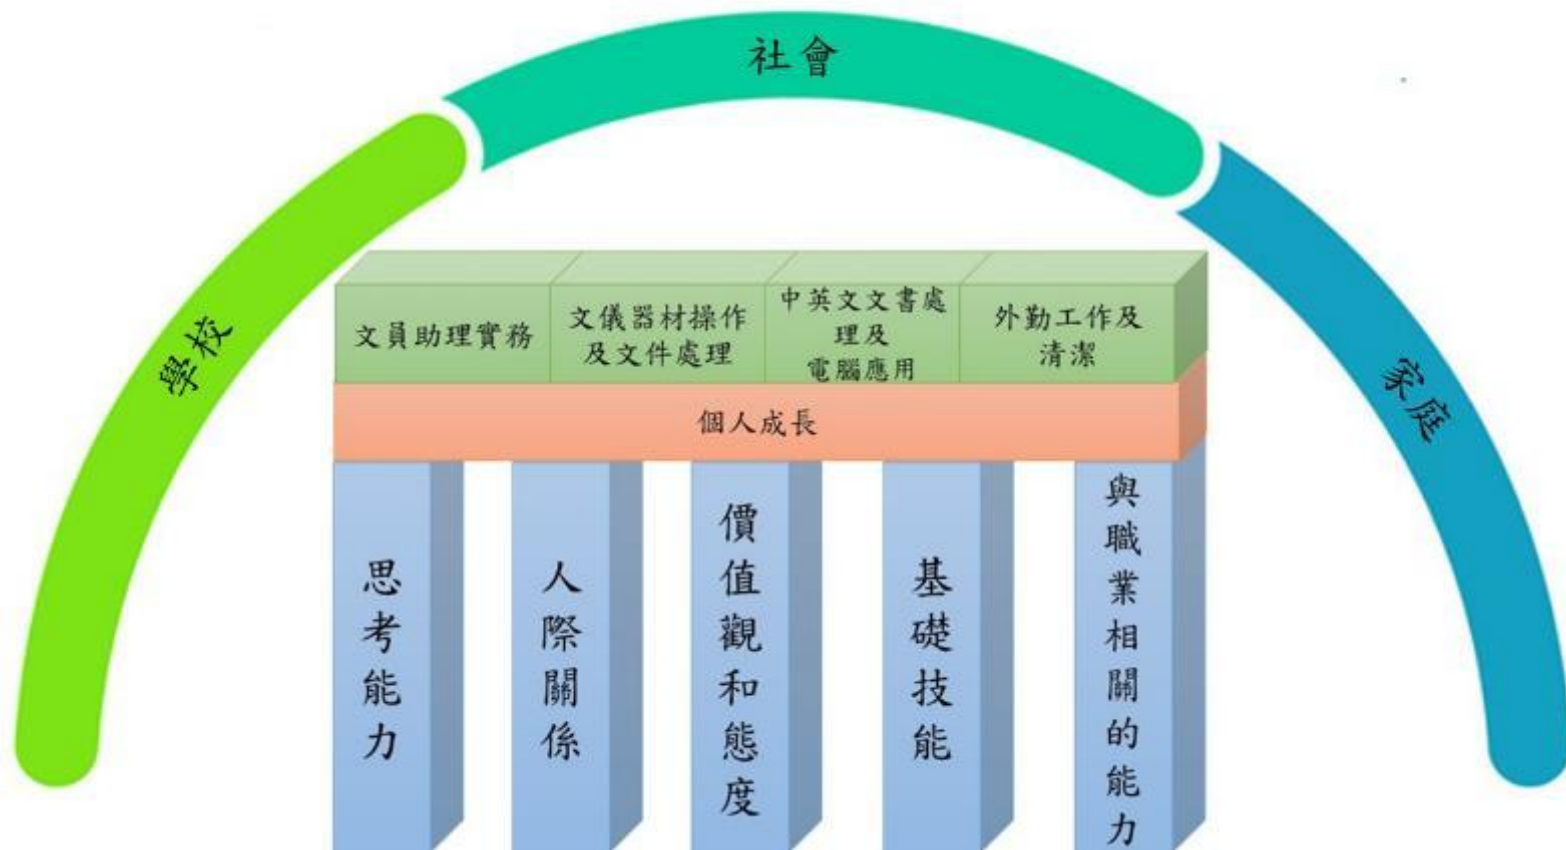 社會
學校
家庭
文員助理實務
文儀器材操作
及文件處理
中英文文書處
理及
電腦應用
外勤工作及
清潔
個人成長
思考能力
人際關係
價值觀和態度
基礎技能
與職業相關的能力